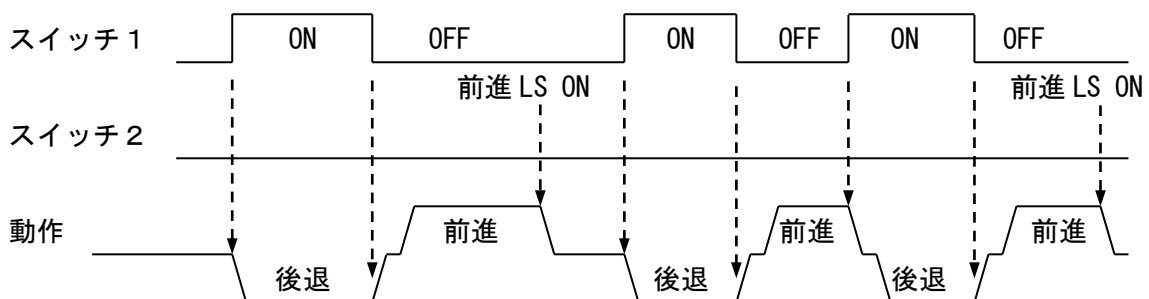 スイッチ１ ON OFF ON OFF ON OFF
前進 LS ON 前進 LS ON
スイッチ２
動作 前進 前進 前進
後退 後退 後退